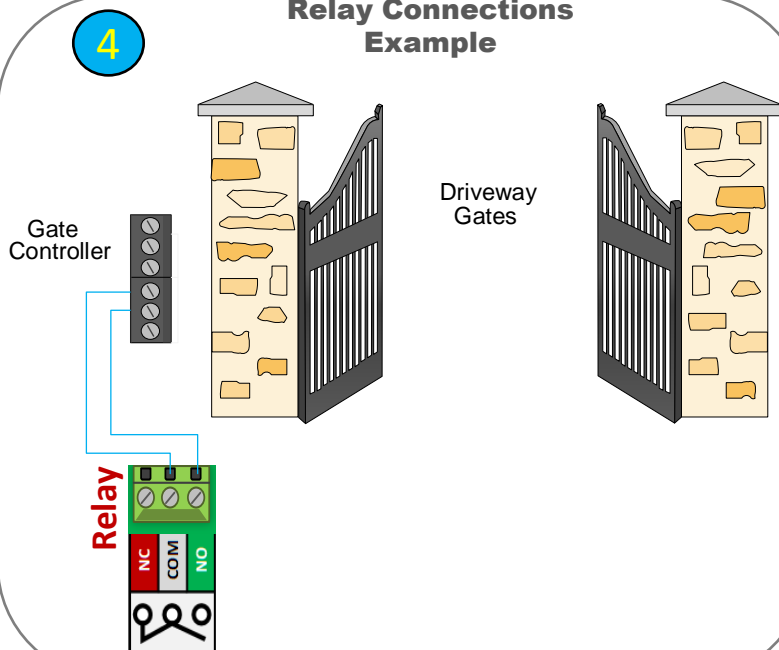 Relay Connections
Example
4
Driveway
Gates
Gate
Controller
Relay
NC
COM
NO